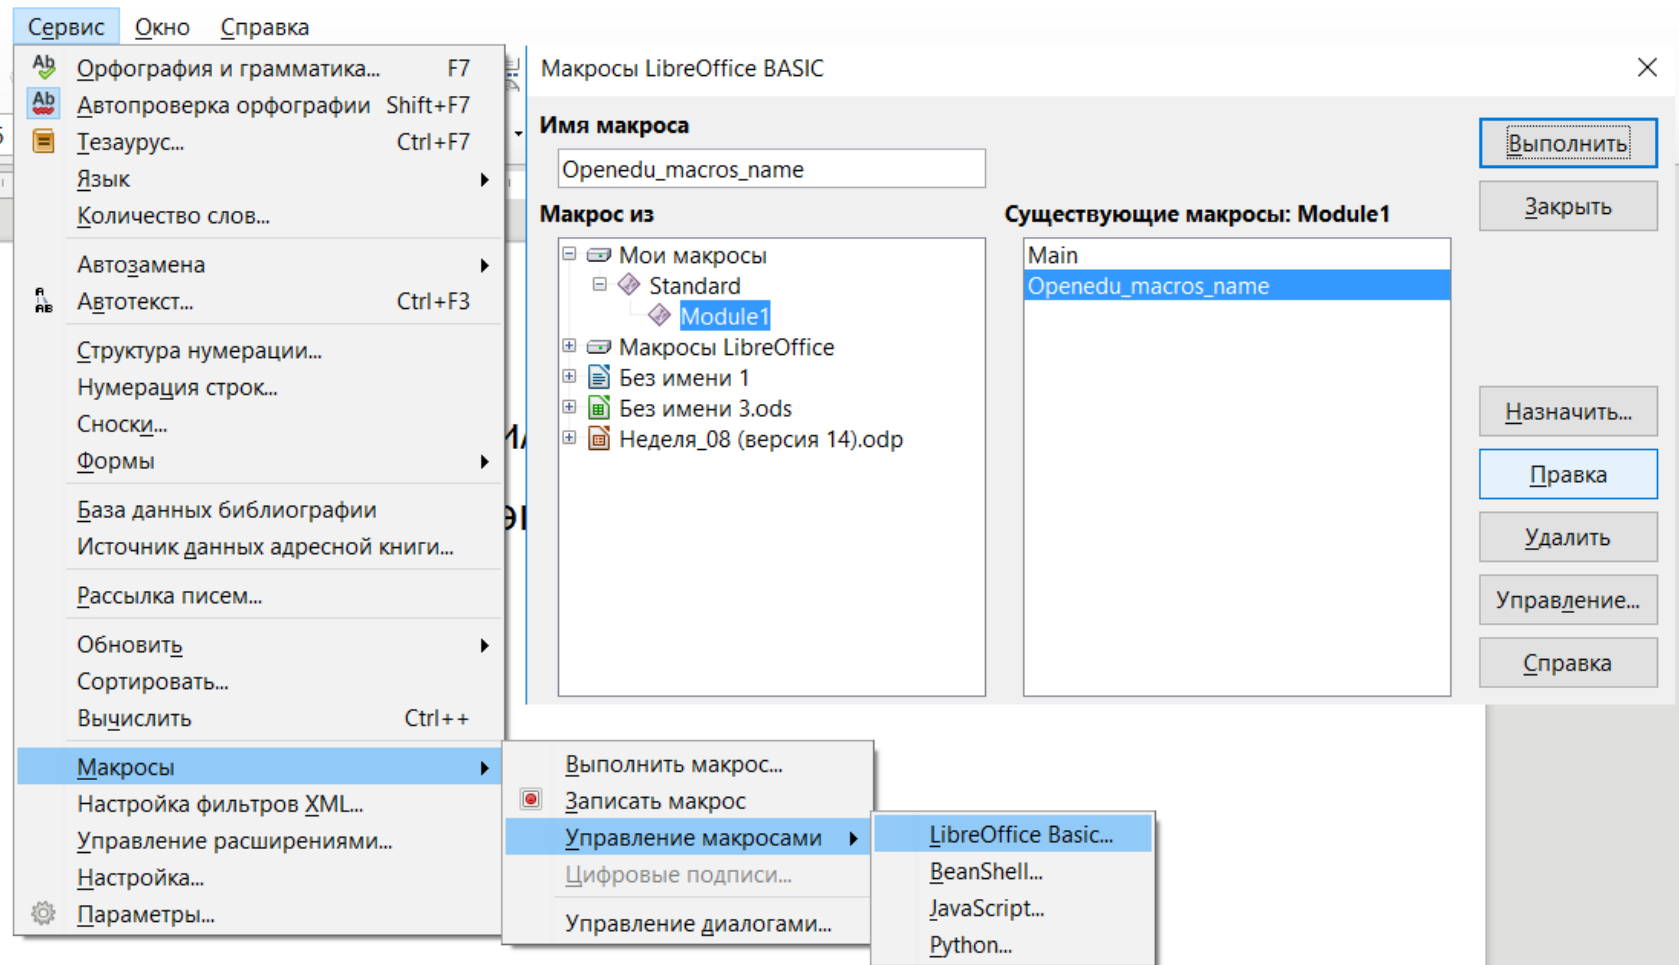 Сервис Окно Справка
Орфография и грамматика... F7
Автопроверка орфографии Shift+F7
Тезаурус... Ctrl+F7
Язык
Количество слов...
Автозамена
Автотекст... Ctrl+F3
Структура нумерации...
Нумерация строк...
Сноски...
Формы
База данных библиографии
Источник данных адресной книги...
Рассылка писем...
Обновить
Сортировать...
Вычислить Ctrl++
Макросы
Настройка фильтров XML...
Управление расширениями...
Настройка...
Параметры...
Выполнить макрос...
Записать макрос
Управление макросами
Цифровые подписи...
Управление диалогами...
LibreOffice Basic...
BeanShell...
JavaScript...
Python...
Макросы LibreOffice BASIC
Имя макроса
Openedu_macros_name
Макрос из
Мои макросы
Standard
Module1
Макросы LibreOffice
Без имени 1
Без имени 3.ods
Неделя_08 (версия 14).odp
Существующие макросы: Module1
Main
Openedu_macros_name
Выполнить
Закрыть
Назначить...
Правка
Удалить
Управление...
Справка